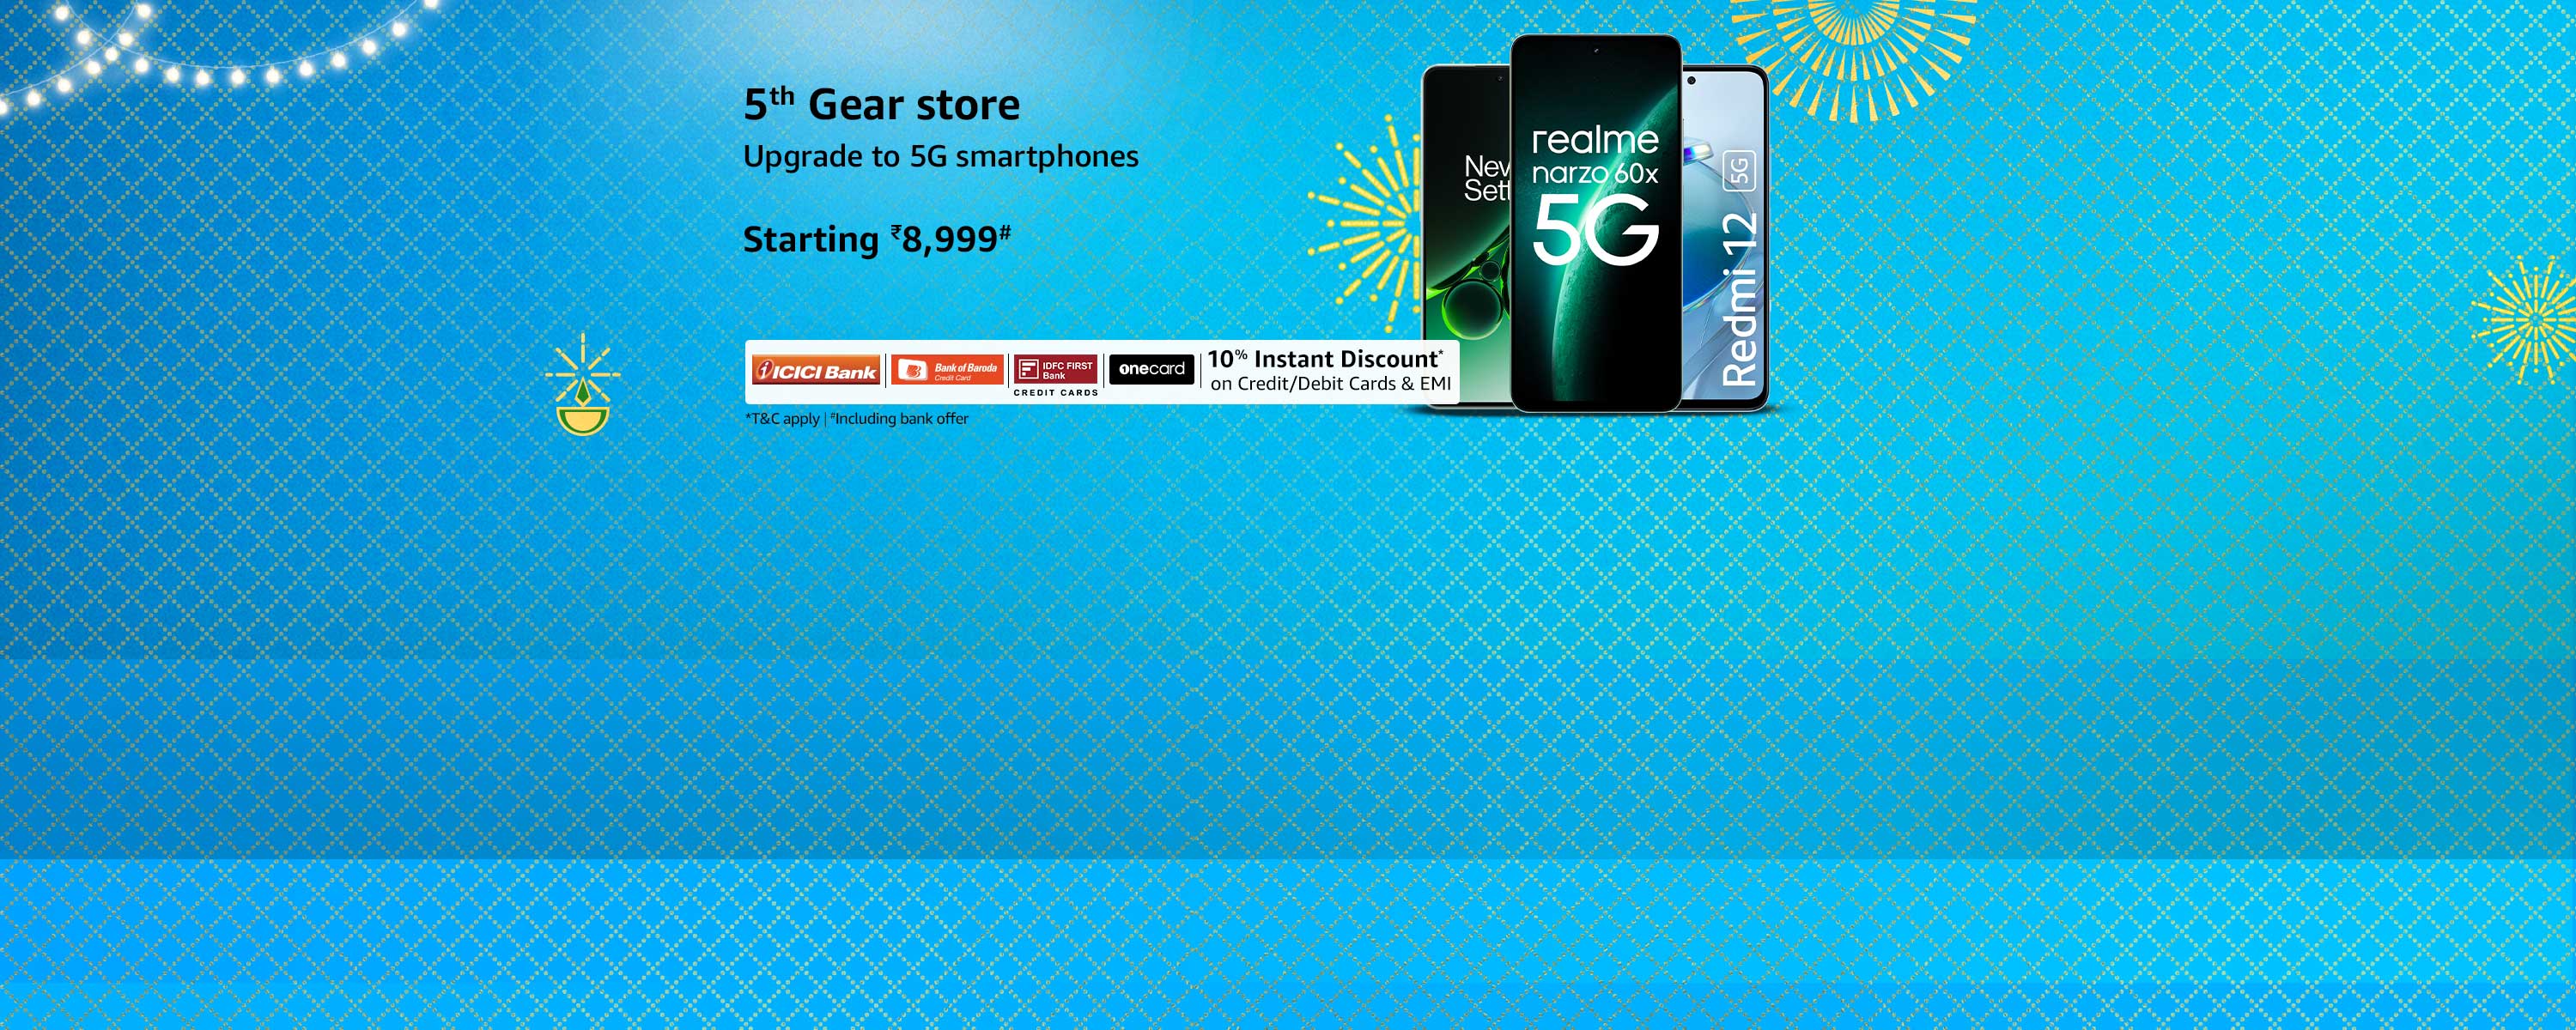 5th Gear store
Upgrade to 5G smartphones
Starting ₹8,999#
ICICI Bank
Bank of Baroda
Credit Card
IDFC FIRST
Bank
CREDIT CARDS
onecard
10% Instant Discount*
on Credit/Debit Cards & EMI
*T&C apply | #Including bank offer
realme
narzo 60x
5G
Redmi 12 5G